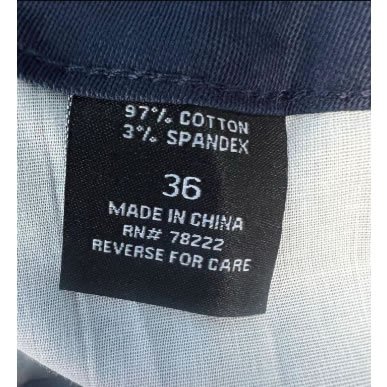 97% COTTON
3% SPANDEX
36
MADE IN CHINA
RN# 78222
REVERSE FOR CARE